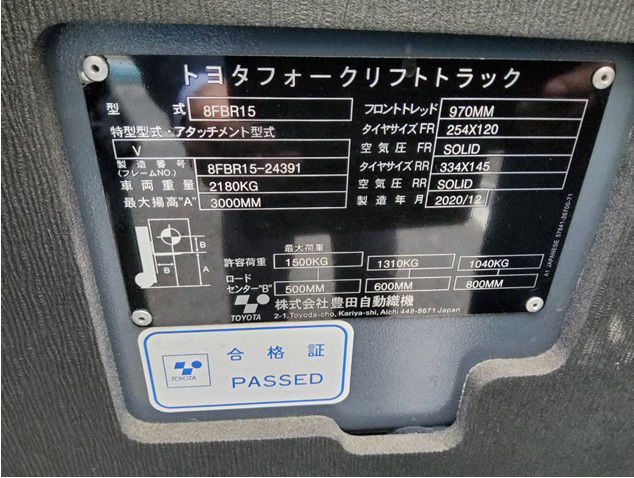 トヨタフォークリフトトラック
型 式 8FBR15
特型型式・アタッチメント型式
V
製造番号 (フレームNO.) 8FBR15-24391
車両重量 2180KG
最大揚高"A" 3000MM
フロントトレッド 970MM
タイヤサイズ FR 254X120
空気圧 FR SOLID
タイヤサイズ RR 334X145
空気圧 RR SOLID
製造年月 2020/12
B
B A
最大荷重
許容荷重 1500KG 1310KG 1040KG
ロード
センター"B" 500MM 600MM 800MM
TOYOTA 株式会社豊田自動織機
2-1, Toyoda-cho, Kariya-shi, Aichi 448-8671 Japan
A1 JAPANESE
合格証
TOYOTA PASSED